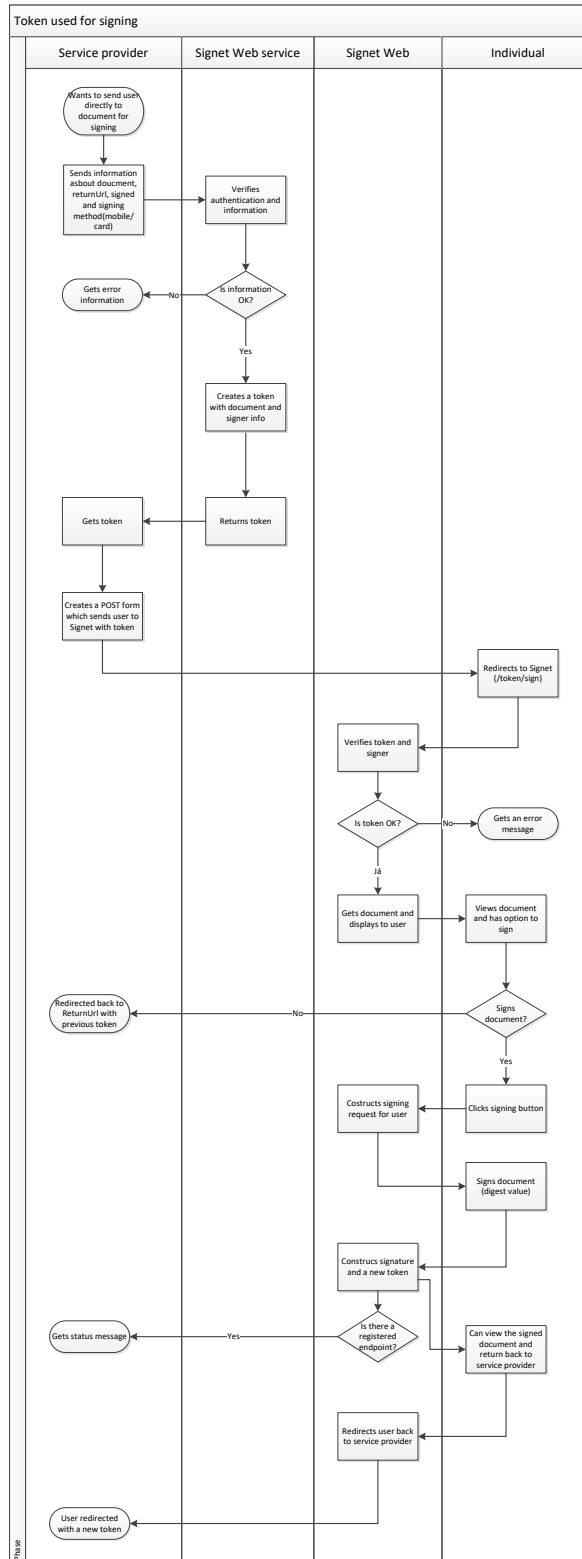 Token used for signing
Service provider
Signet Web service
Signet Web
Individual
Wants to send user
directly to
document for
signing
Sends information
asbout doucment,
returnUrl, signed
and signing
method(mobile/
card)
Verifies
authentication and
information
Gets error
information
No
Is information
OK?
Yes
Creates a token
with document and
signer info
Gets token
Returns token
Creates a POST form
which sends user to
Signet with token
Redirects to Signet
(/token/sign)
Verifies token and
signer
Is token OK?
No
Gets an error
message
Já
Gets document and
displays to user
Views document
and has option to
sign
Redirected back to
ReturnUrl with
previous token
No
Signs
document?
Yes
Costructs signing
request for user
Clicks signing button
Signs document
(digest value)
Construcs signature
and a new token
Gets status message
Yes
Is there a
registered
endpoint?
Can view the signed
document and
return back to
service provider
Redirects user back
to service provider
User redirected
with a new token
Phase